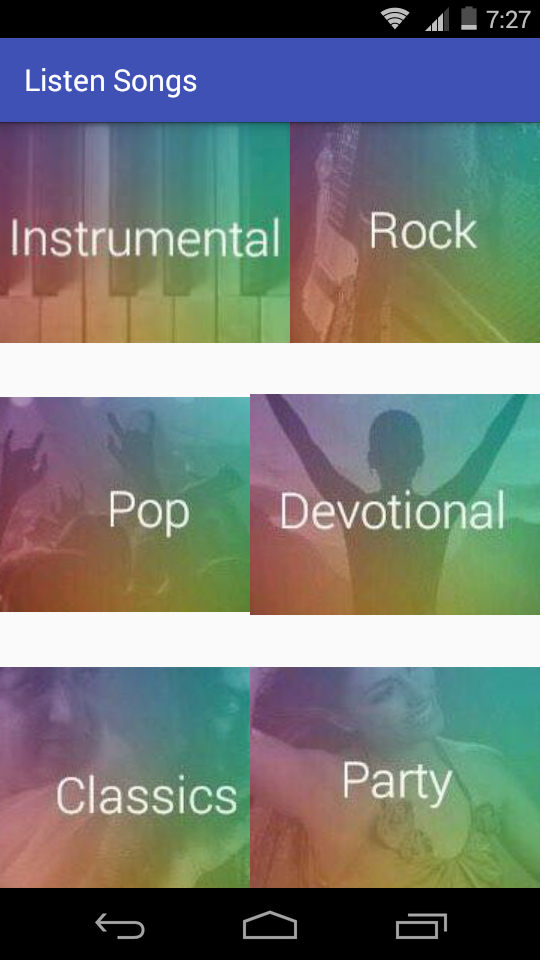 7:27
Listen Songs
Instrumental
Rock
Pop
Devotional
Classics
Party